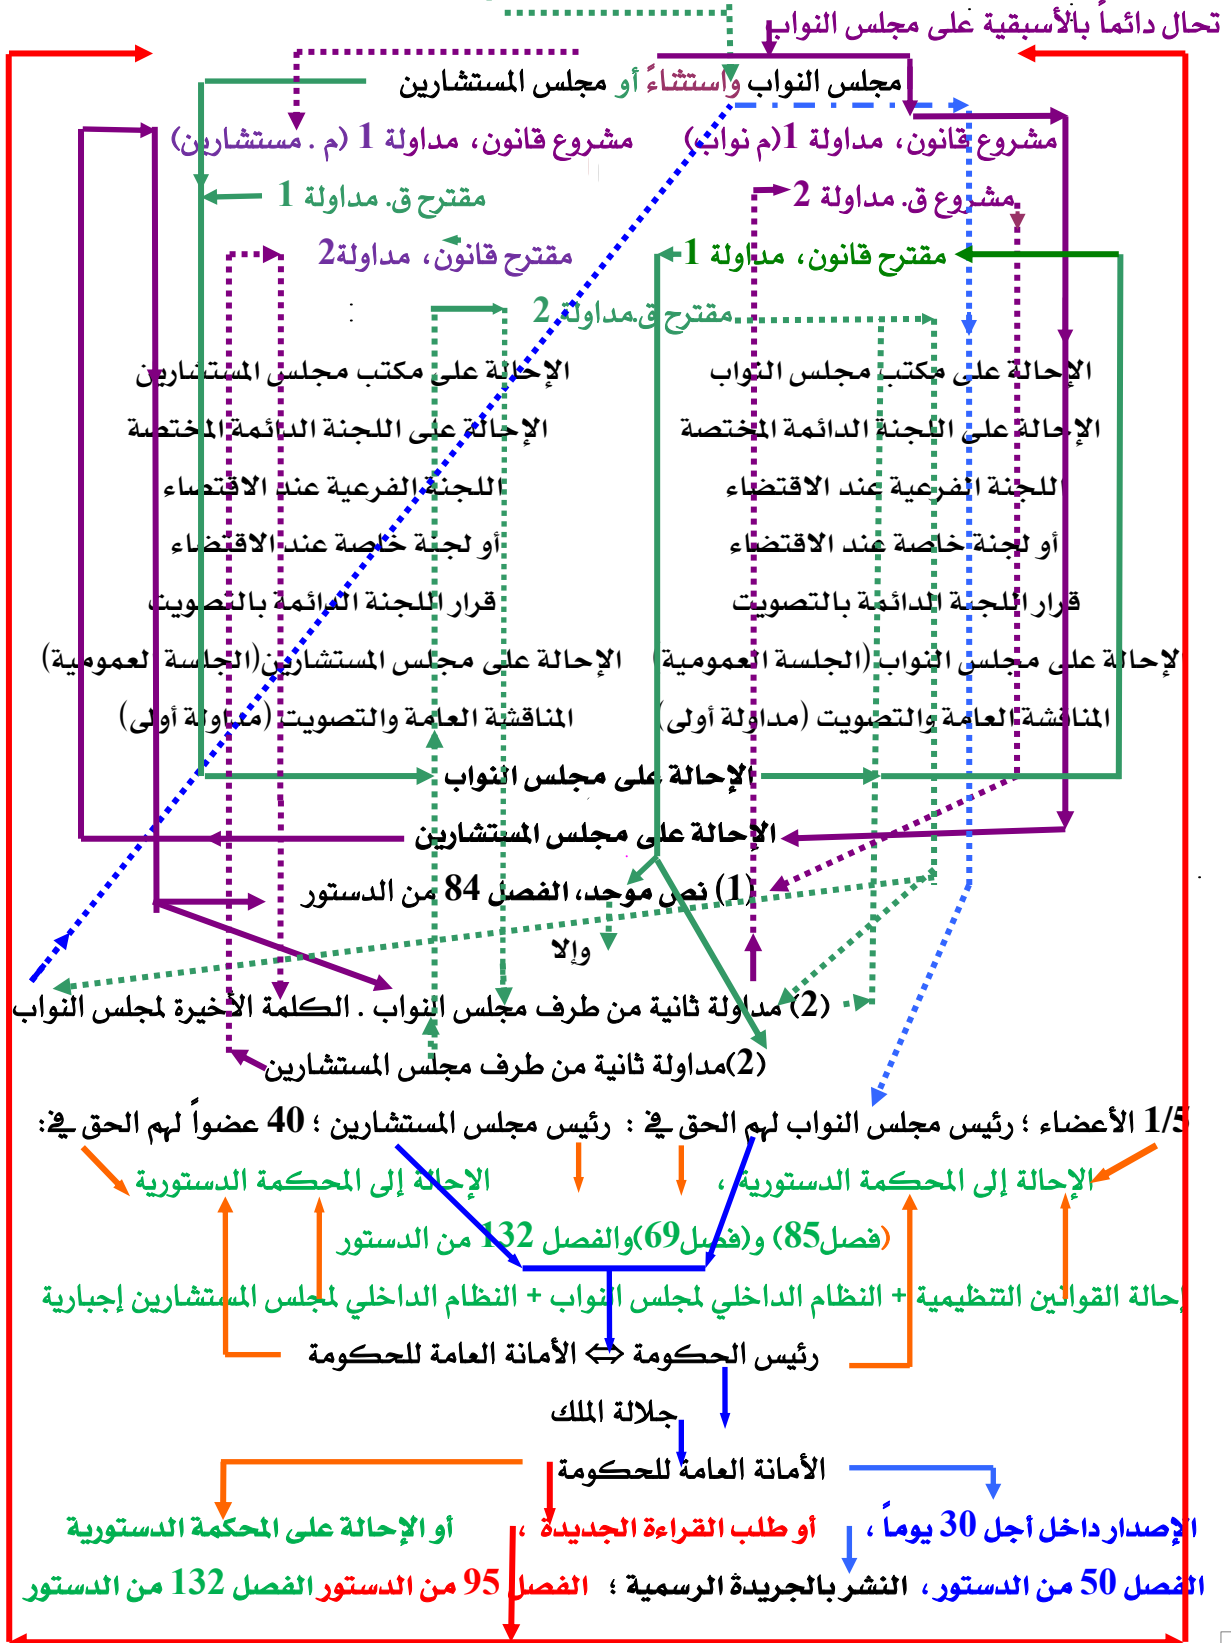 تحال دائماً بالأسبقية على مجلس النواب
مجلس النواب واستثناءً أو مجلس المستشارين
مشروع قانون، مداولة 1(م نواب) مشروع قانون، مداولة 1 (م . مستشارين)
مشروع ق. مداولة 2 مقترح ق. مداولة 1
مقترح قانون، مداولة 1 مقترح قانون، مداولة2
مقترح ق.مداولة 2
الإحالة على مكتب مجلس النواب الإحالة على مكتب مجلس المستشارين
الإحالة على اللجنة الدائمة المختصة الإحالة على اللجنة الدائمة المختصة
اللجنة الفرعية عند الاقتضاء اللجنة الفرعية عند الاقتضاء
أو لجنة خاصة عند الاقتضاء أو لجنة خاصة عند الاقتضاء
قرار اللجنة الدائمة بالتصويت قرار اللجنة الدائمة بالتصويت
الإحالة على مجلس النواب (الجلسة العمومية) الإحالة على مجلس المستشارين(الجلسة العمومية)
المناقشة العامة والتصويت (مداولة أولى) المناقشة العامة والتصويت (مداولة أولى)
الإحالة على مجلس النواب
الإحالة على مجلس المستشارين
(1) نص موحد، الفصل 84 من الدستور
وإلا
(2) مداولة ثانية من طرف مجلس النواب . الكلمة الأخيرة لمجلس النواب
(2)مداولة ثانية من طرف مجلس المستشارين
1/5 الأعضاء ؛ رئيس مجلس النواب لهم الحق في : رئيس مجلس المستشارين ؛ 40 عضواً لهم الحق في:
الإحالة إلى المحكمة الدستورية ، الإحالة إلى المحكمة الدستورية
(فصل85) و(فصل69)والفصل 132 من الدستور
إحالة القوانين التنظيمية + النظام الداخلي لمجلس النواب + النظام الداخلي لمجلس المستشارين إجبارية
رئيس الحكومة ⇔ الأمانة العامة للحكومة
جلالة الملك
الأمانة العامة للحكومة
الإصدار داخل أجل 30 يوماً ، أو طلب القراءة الجديدة ، أو الإحالة على المحكمة الدستورية
الفصل 50 من الدستور، النشر بالجريدة الرسمية ؛ الفصل 95 من الدستور الفصل 132 من الدستور